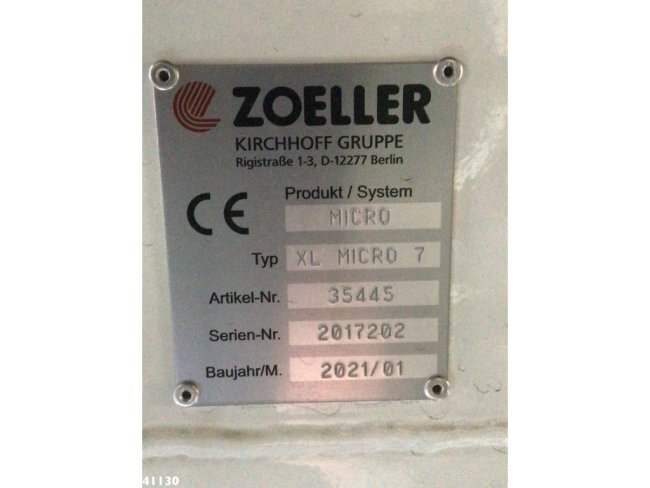 ZOELLER
KIRCHHOFF GRUPPE
Rigistraße 1-3, D-12277 Berlin
CE
Produkt / System
MICRO
Typ XL MICRO 7
Artikel-Nr. 35445
Serien-Nr. 2017202
Baujahr/M. 2021/01
41130